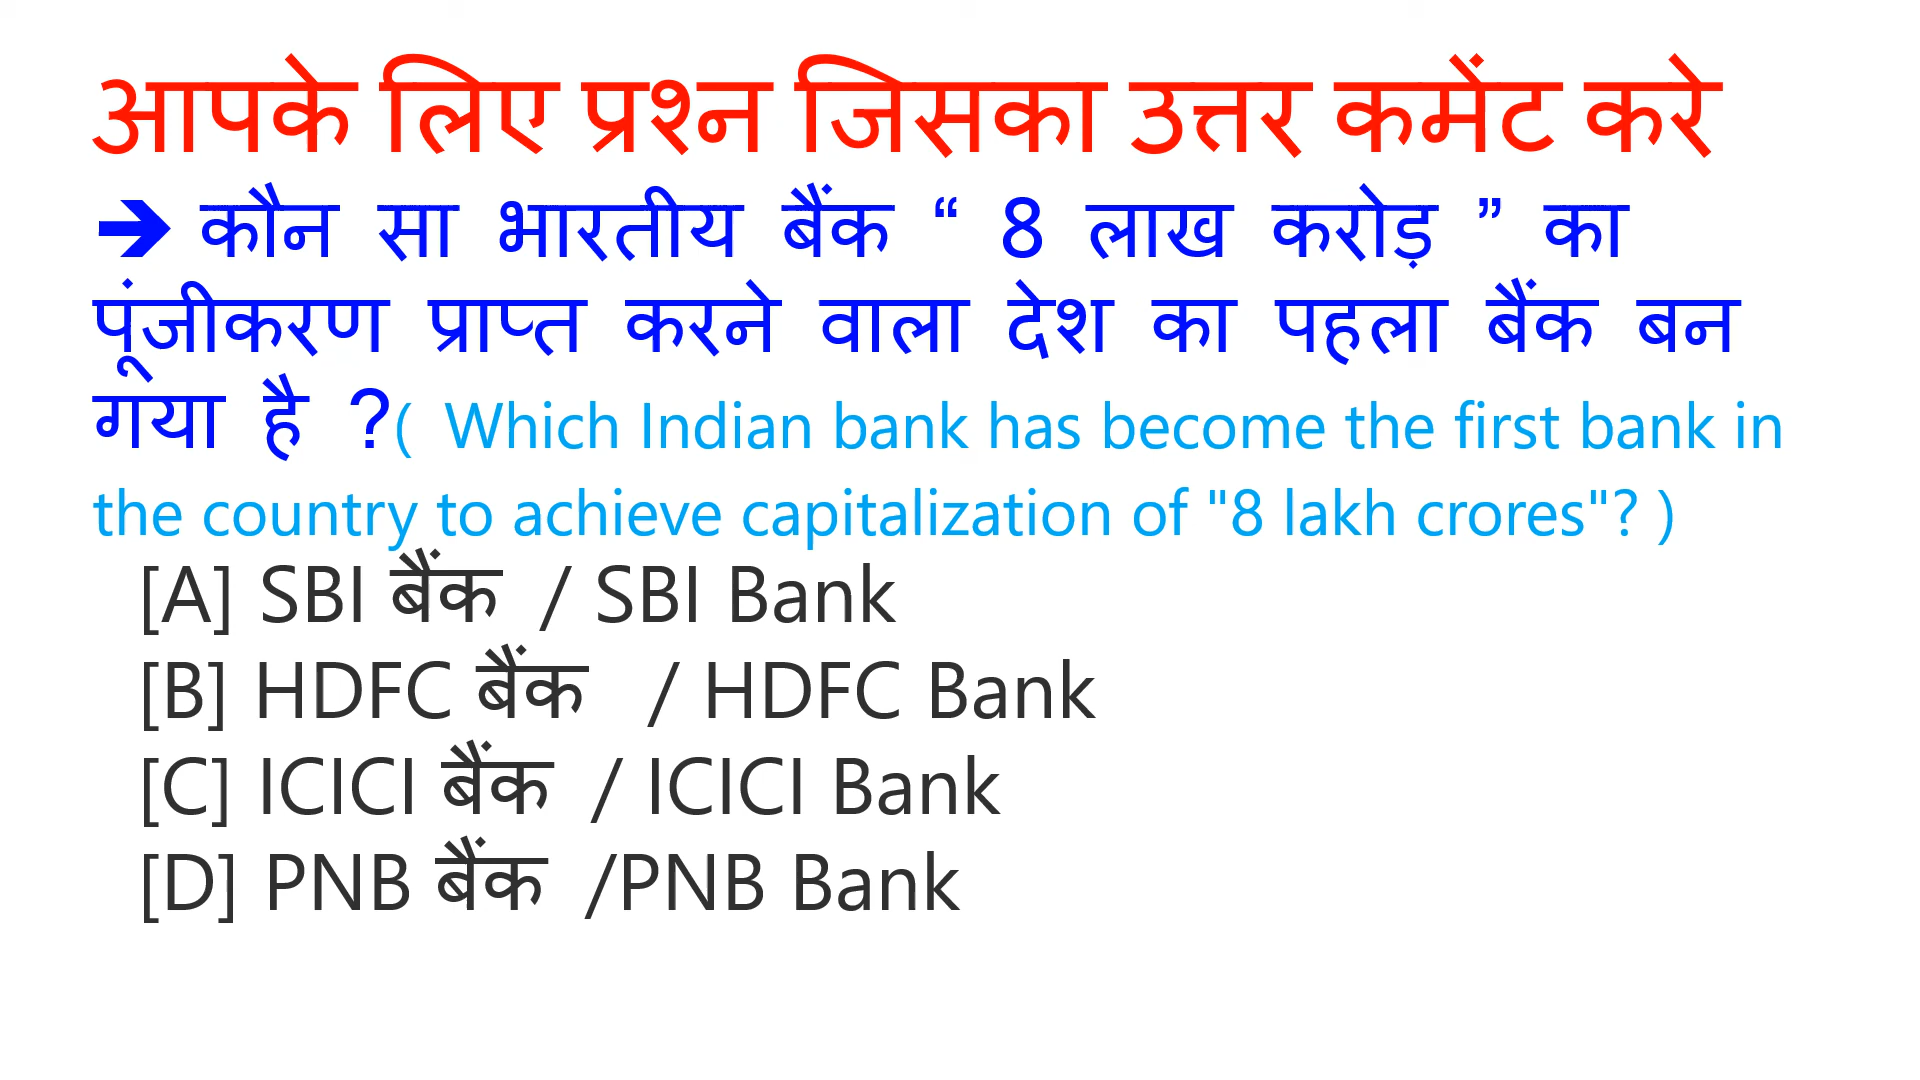 आपके लिए प्रश्न जिसका उत्तर कमेंट करे
🡺 कौन सा भारतीय बैंक “ 8 लाख करोड़ ” का
पूंजीकरण प्राप्त करने वाला देश का पहला बैंक बन
गया है ?( Which Indian bank has become the first bank in
the country to achieve capitalization of "8 lakh crores"? )
[A] SBI बैंक / SBI Bank
[B] HDFC बैंक / HDFC Bank
[C] ICICI बैंक / ICICI Bank
[D] PNB बैंक /PNB Bank